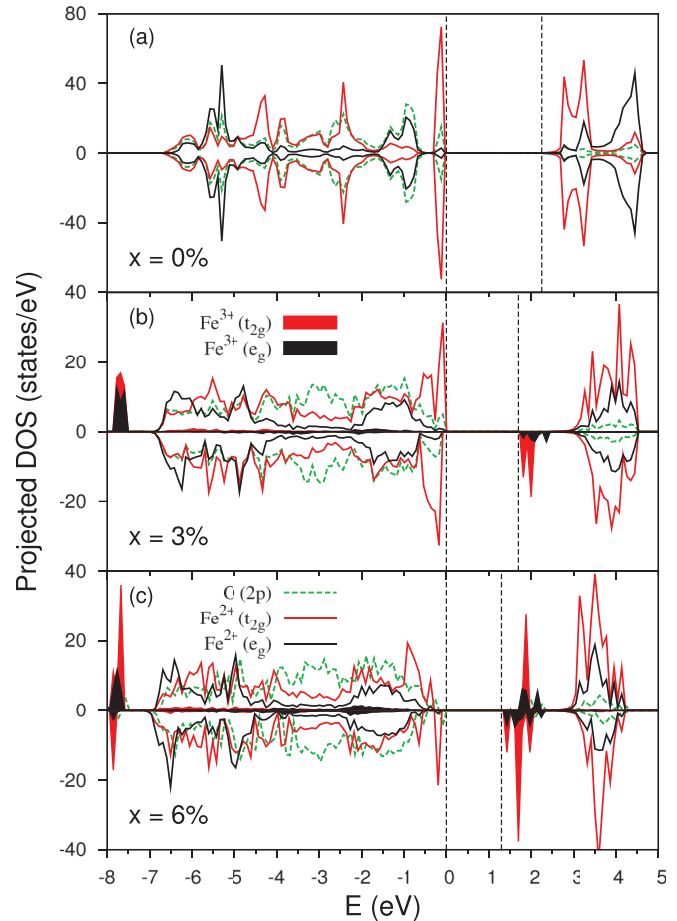 Projected DOS (states/eV)
80
(a)
40
0
-40
x = 0%
40
(b)
Fe³⁺ (t₂g)
20
Fe³⁺ (e_g)
0
-20
x = 3%
40
(c)
O (2p)
Fe²⁺ (t₂g)
20
Fe²⁺ (e_g)
0
-20
x = 6%
-40
-8 -7 -6 -5 -4 -3 -2 -1 0 1 2 3 4 5
E (eV)